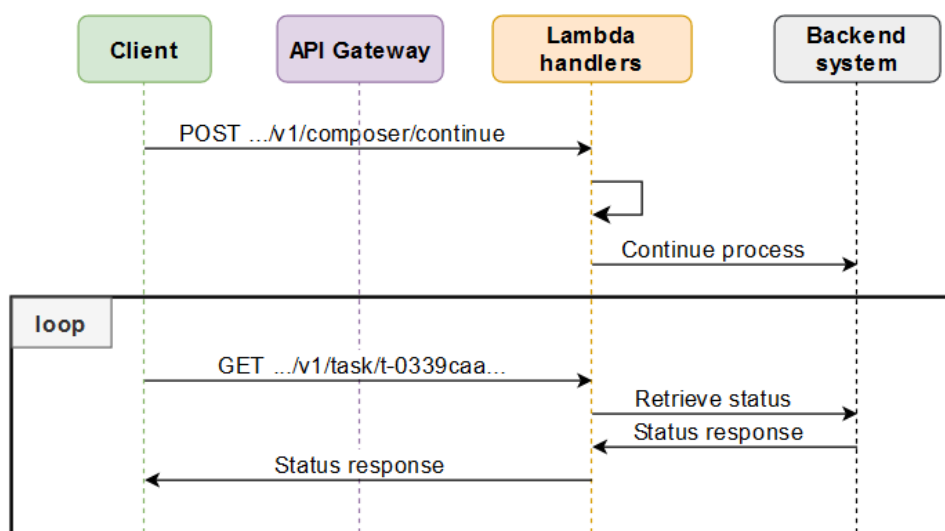 Client
API Gateway
Lambda
handlers
Backend
system
POST .../v1/composer/continue
Continue process
loop
GET .../v1/task/t-0339caa...
Retrieve status
Status response
Status response